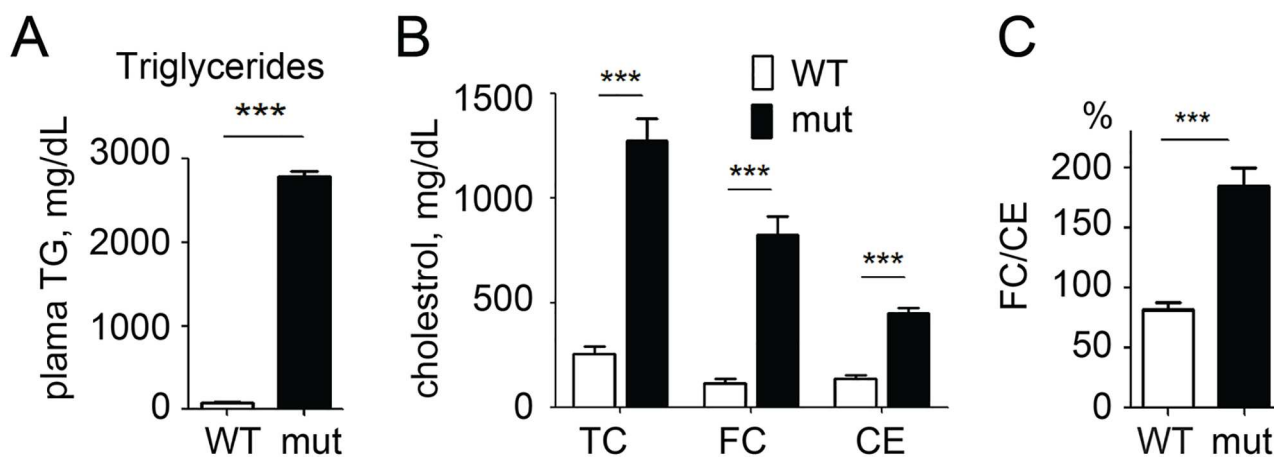 A
Triglycerides
***
plama TG, mg/dL
3000
2000
1000
0
WT mut
B
WT
mut
colestrol, mg/dL
1500
1000
500
0
***
***
***
TC FC CE
C
%
FC/CE
200
150
100
50
0
***
WT mut